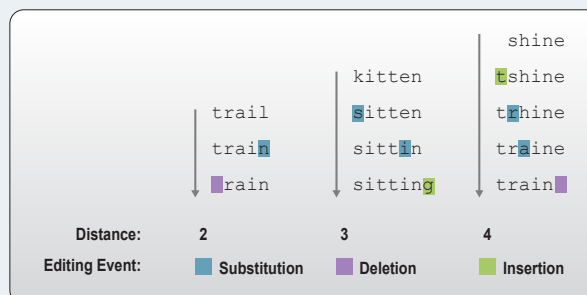 shine
kitten tshine
trail sitten trhine
train sittin traine
rain sitting train
Distance: 2 3 4
Editing Event: Substitution Deletion Insertion